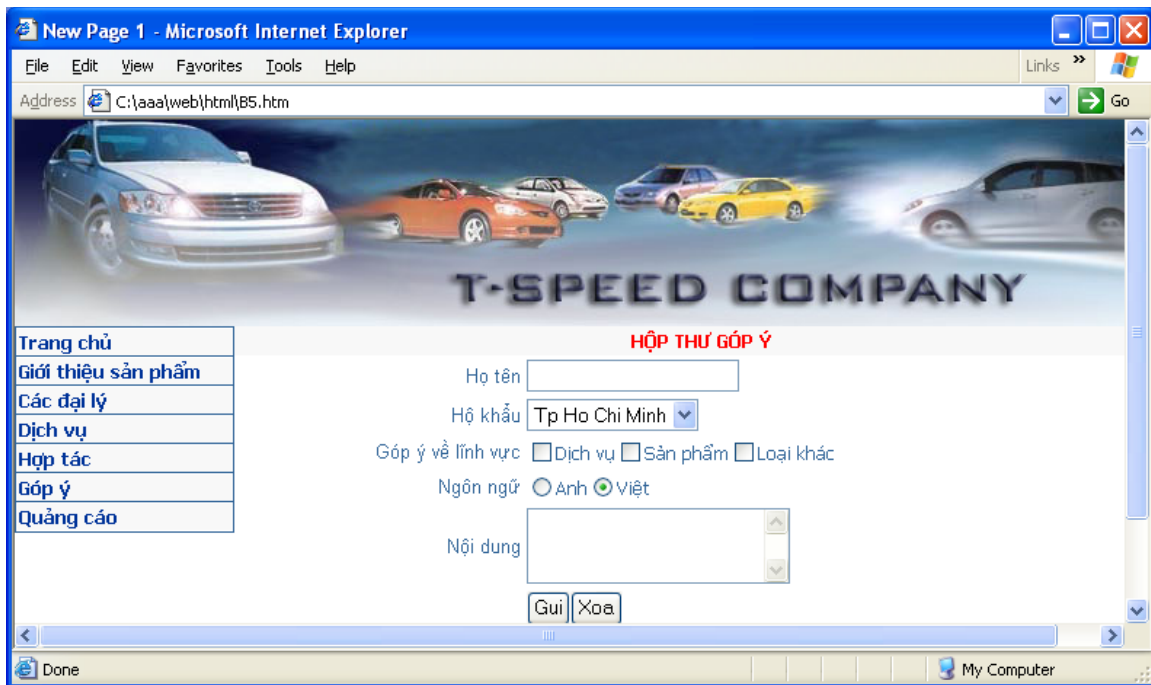 New Page 1 - Microsoft Internet Explorer
File Edit View Favorites Tools Help Links »
Address C:\aaa\web\html\B5.htm Go
T-SPEED COMPANY
Trang chủ
Giới thiệu sản phẩm
Các đại lý
Dịch vụ
Hợp tác
Góp ý
Quảng cáo
HỘP THƯ GÓP Ý
Họ tên
Hộ khẩu Tp Ho Chi Minh
Góp ý về lĩnh vực Dịch vụ Sản phẩm Loại khác
Ngôn ngữ Anh Việt
Nội dung
Gui Xoa
Done My Computer